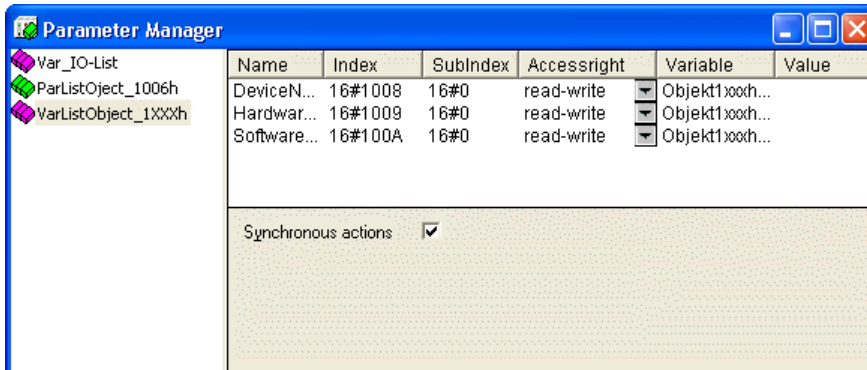 Parameter Manager
Var_IO-List
ParListOject_1006h
VarListObject_1XXXh
Name Index SubIndex Accessright Variable Value
DeviceN... 16#1008 16#0 read-write Objekt1xxxh...
Hardwar... 16#1009 16#0 read-write Objekt1xxxh...
Software... 16#100A 16#0 read-write Objekt1xxxh...
Synchronous actions